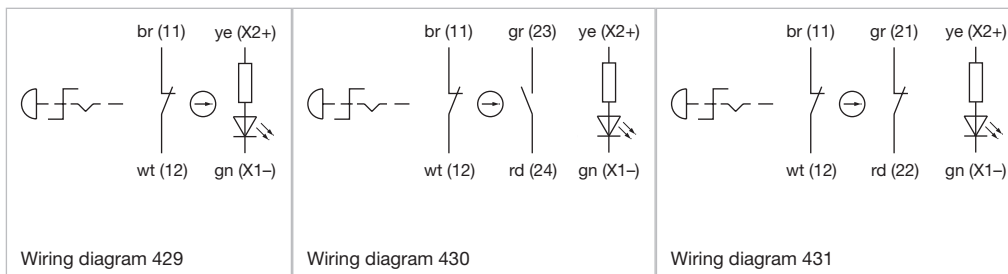 br (11) ye (X2+)
wt (12) gn (X1–)
Wiring diagram 429
br (11) gr (23) ye (X2+)
wt (12) rd (24) gn (X1–)
Wiring diagram 430
br (11) gr (21) ye (X2+)
wt (12) rd (22) gn (X1–)
Wiring diagram 431